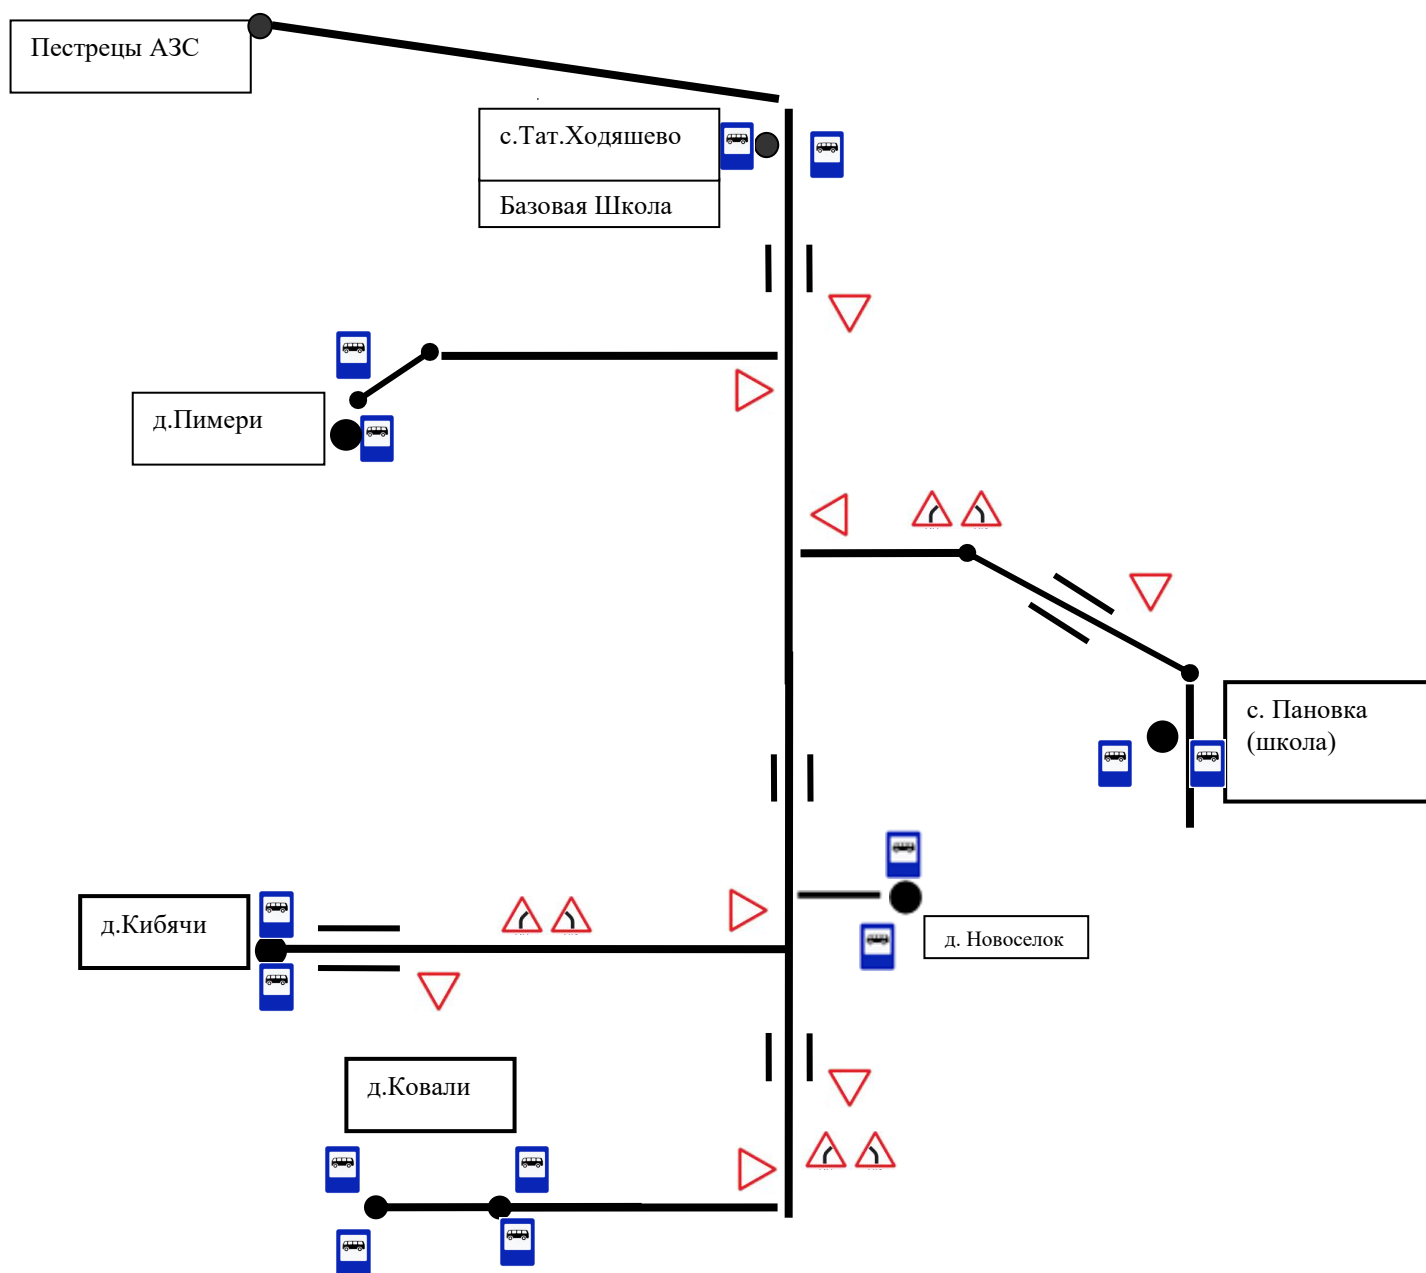 Пестрецы АЗС
с.Тат.Ходяшево
Базовая Школа
д.Пимери
с. Пановка
(школа)
д.Кибячи
д. Новоселок
д.Ковали